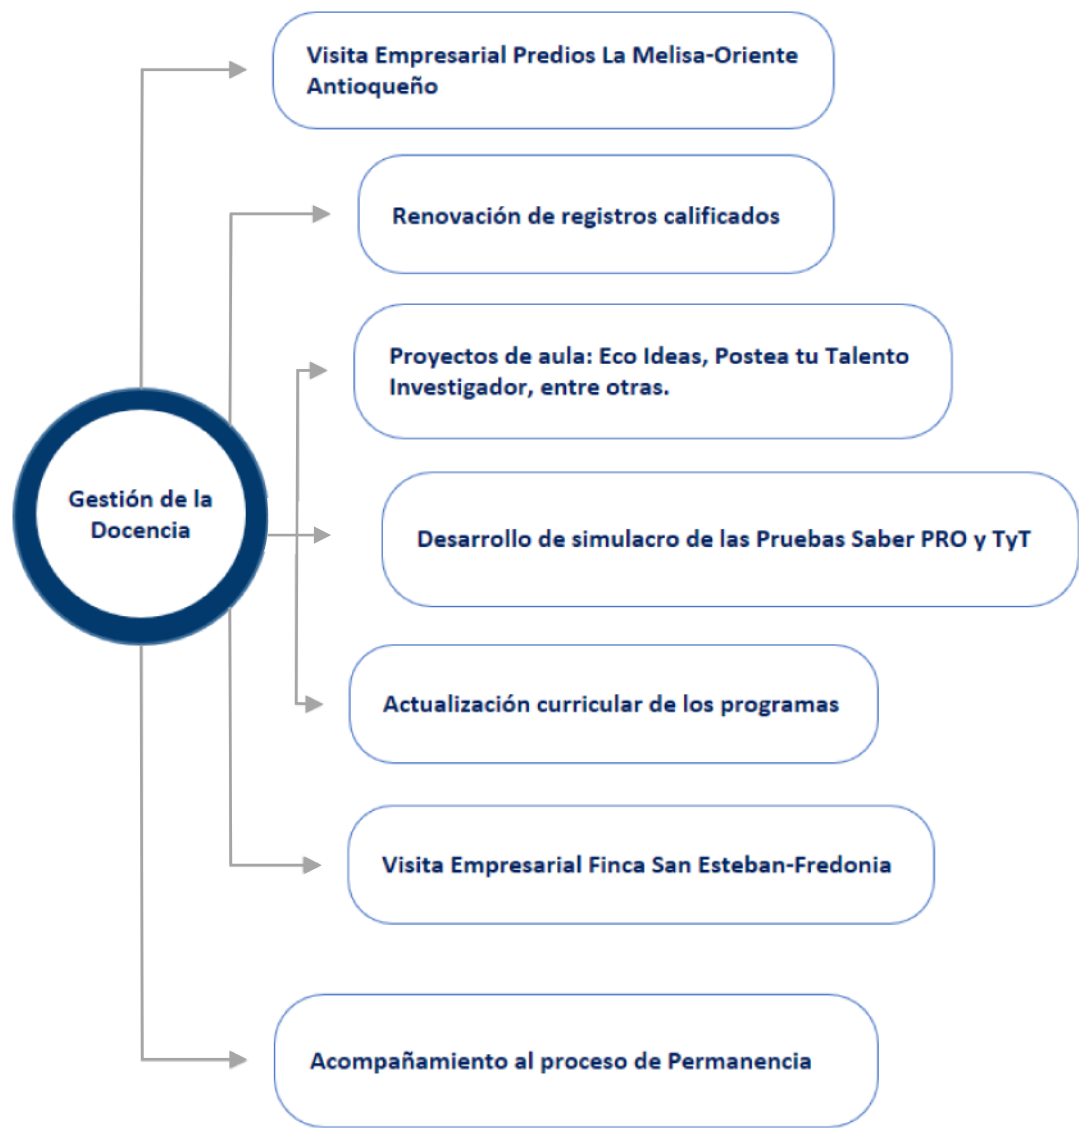 Visita Empresarial Predios La Melisa-Oriente
Antioqueño
Renovación de registros calificados
Proyectos de aula: Eco Ideas, Postea tu Talento
Investigador, entre otras.
Gestión de la
Docencia
Desarrollo de simulacro de las Pruebas Saber PRO y TyT
Actualización curricular de los programas
Visita Empresarial Finca San Esteban-Fredonia
Acompañamiento al proceso de Permanencia